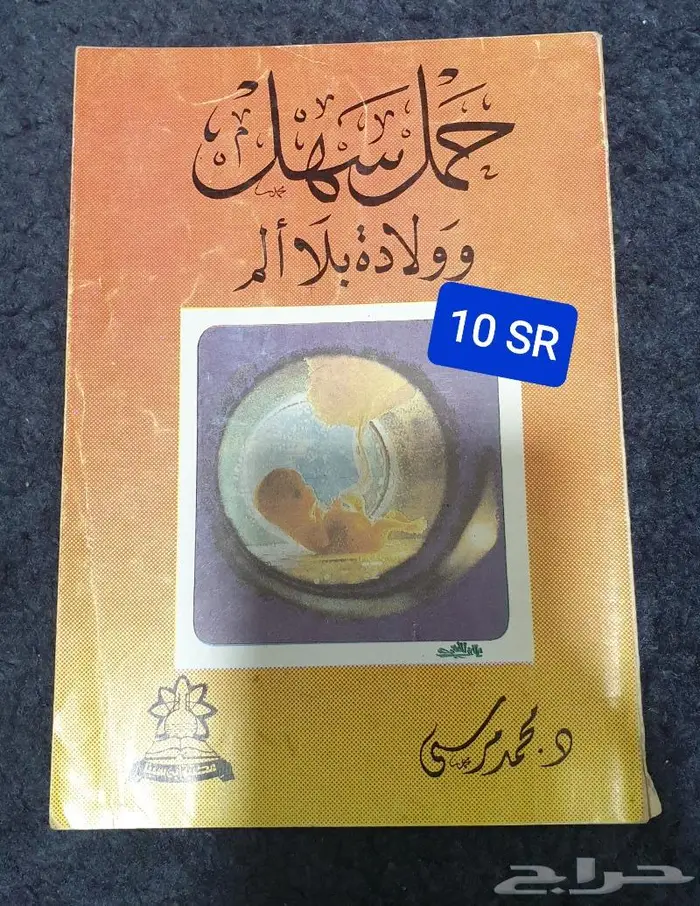 حمل سهل
وولادة بلا ألم
10 SR
د. محمد مرسي
حراج